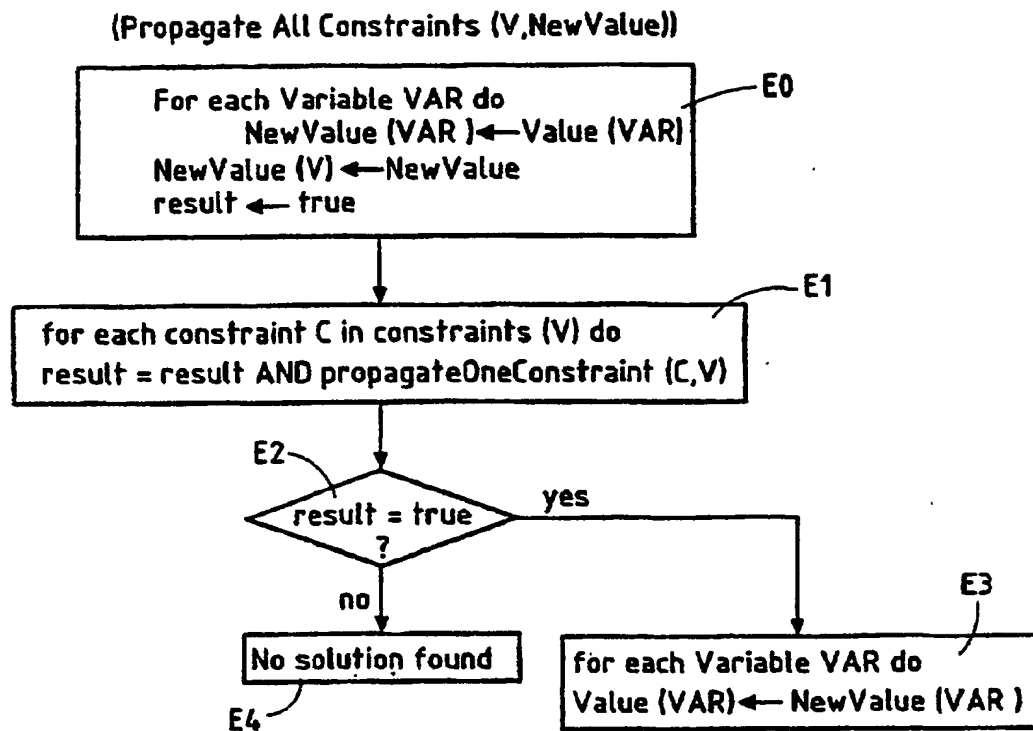 (Propagate All Constraints (V,NewValue))
E0
For each Variable VAR do
NewValue (VAR )←Value (VAR)
NewValue (V) ←NewValue
result ← true
E1
for each constraint C in constraints (V) do
result = result AND propagateOneConstraint (C,V)
E2
result = true
?
yes
no
E3
No solution found
for each Variable VAR do
Value (VAR)← NewValue (VAR )
E4